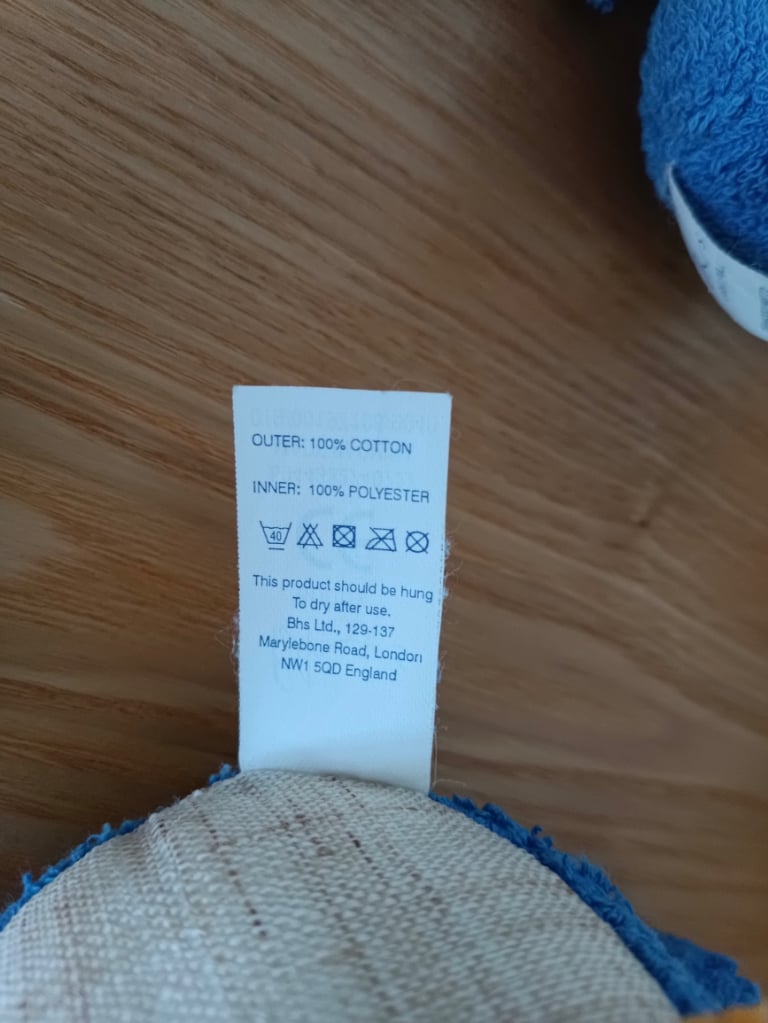 OUTER: 100% COTTON
INNER: 100% POLYESTER
40
This product should be hung
To dry after use.
Bhs Ltd., 129-137
Marylebone Road, London
NW1 5QD England